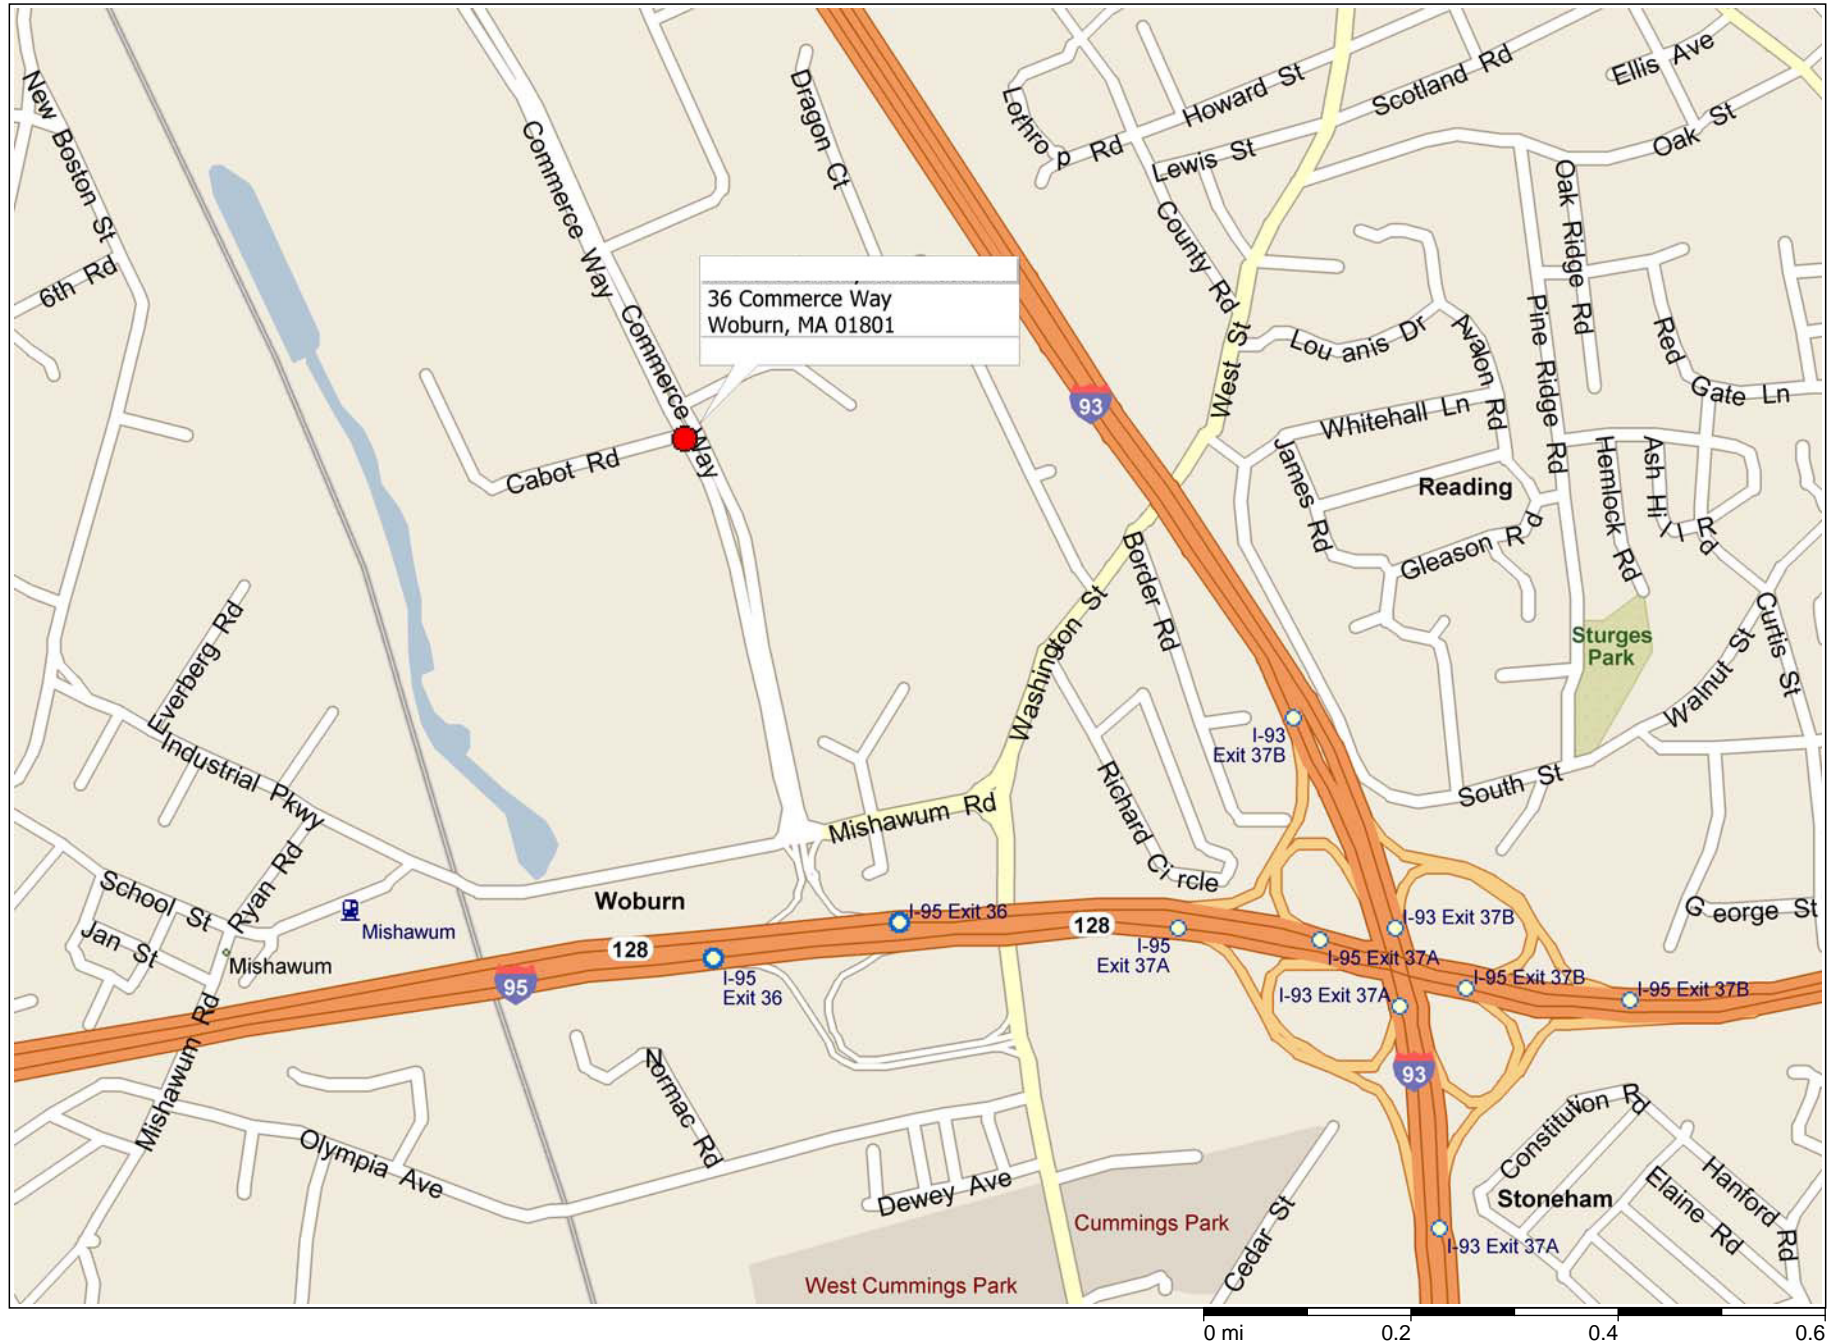 New Boston St
6th Rd
Commerce Way
Commerce Way
Dragon Ct
Lothro p Rd
Howard St
Lewis St
Scotland Rd
Ellis Ave
Oak St
Oak Ridge Rd
Pine Ridge Rd
County Rd
West St
Lou anis Dr
Avalon Rd
Red Gate Ln
36 Commerce Way
Woburn, MA 01801
93
Whitehall Ln
James Rd
Reading
Hemlock Rd
Ash Hi l l Rd
Cabot Rd
Gleason R d
Border Rd
Washington St
Everberg Rd
Sturges
Park
Curtis St
Walnut St
Industrial Pkwy
I-93
Exit 37B
South St
Richard Ci rcle
Mishawum Rd
School St
Ryan Rd
Jan St
Mishawum
Mishawum
Woburn
I-95 Exit 36
128
128
I-93 Exit 37B
G eorge St
I-95
Exit 37A
I-95 Exit 37A
I-95 Exit 37B
I-95 Exit 37B
I-93 Exit 37A
95
I-95
Exit 36
Mishawum Rd
93
Normac Rd
Constitution Rd
Olympia Ave
Dewey Ave
Stoneham
Hanford Rd
Elaine Rd
Cummings Park
Cedar St
I-93 Exit 37A
West Cummings Park
0 mi 0.2 0.4 0.6